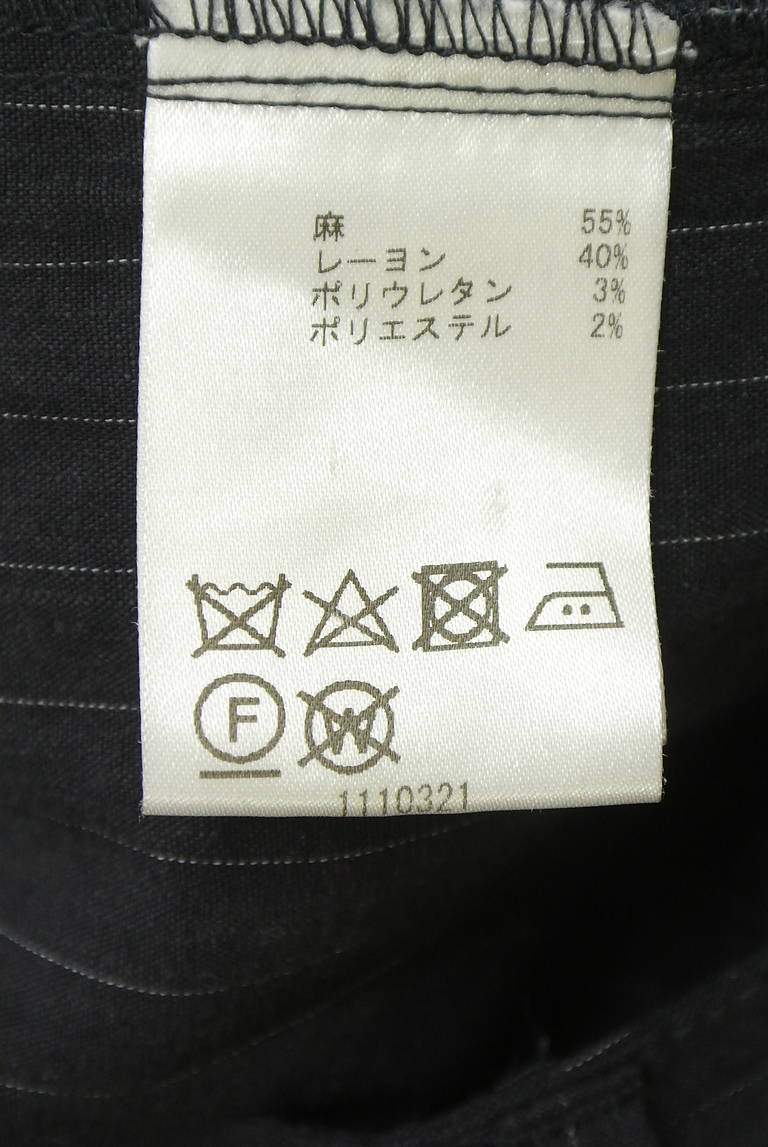 麻 55%
レーヨン 40%
ポリウレタン 3%
ポリエステル 2%
F W
1110321